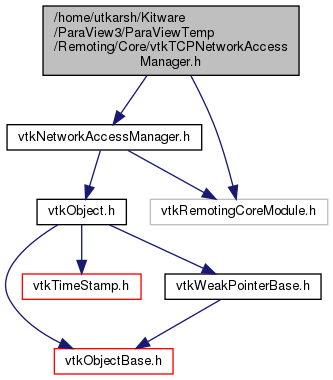 /home/utkarsh/Kitware
/ParaView3/ParaViewTemp
/Remoting/Core/vtkTCPNetworkAccess
Manager.h
vtkNetworkAccessManager.h
vtkObject.h
vtkRemotingCoreModule.h
vtkTimeStamp.h
vtkWeakPointerBase.h
vtkObjectBase.h